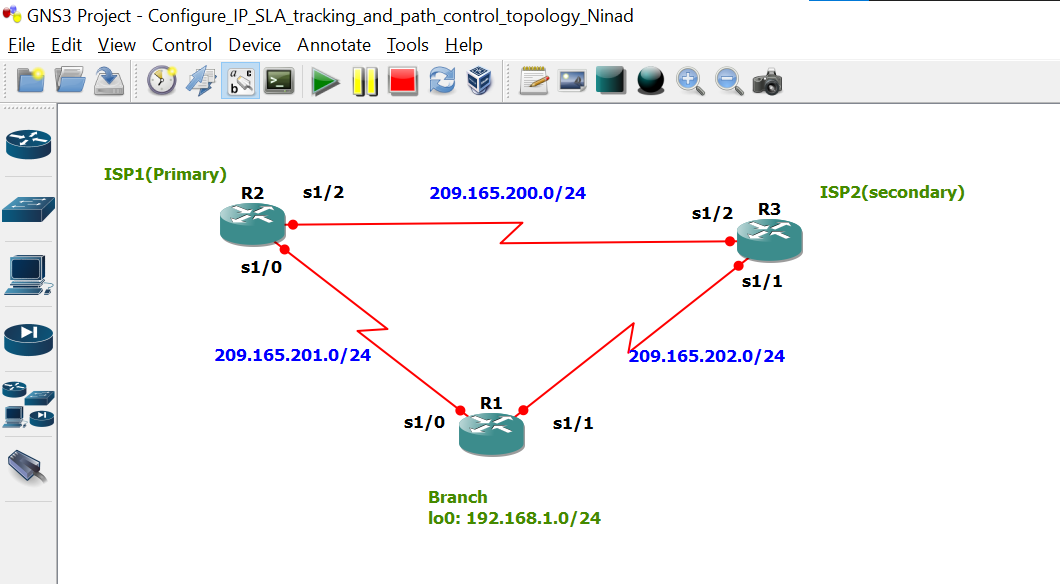 GNS3 Project - Configure_IP_SLA_tracking_and_path_control_topology_Ninad
File Edit View Control Device Annotate Tools Help
ISP1(Primary)
R2
s1/2
209.165.200.0/24
ISP2(secondary)
s1/2
R3
s1/0
s1/1
209.165.201.0/24
209.165.202.0/24
R1
s1/0
s1/1
Branch
lo0: 192.168.1.0/24